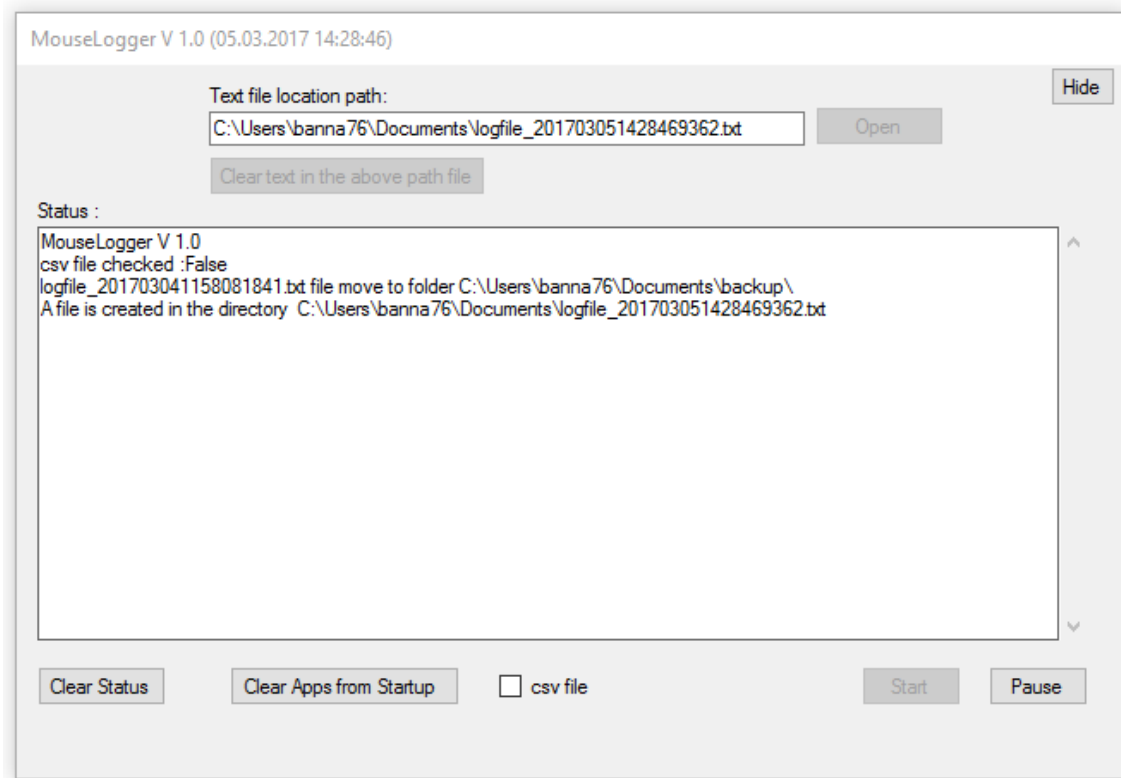 MouseLogger V 1.0 (05.03.2017 14:28:46)
Hide
Text file location path:
C:\Users\banna76\Documents\logfile_201703051428469362.txt
Open
Clear text in the above path file
Status :
MouseLogger V 1.0
csv file checked :False
logfile_201703041158081841.txt file move to folder C:\Users\banna76\Documents\backup\
A file is created in the directory  C:\Users\banna76\Documents\logfile_201703051428469362.txt
Clear Status
Clear Apps from Startup
csv file
Start
Pause